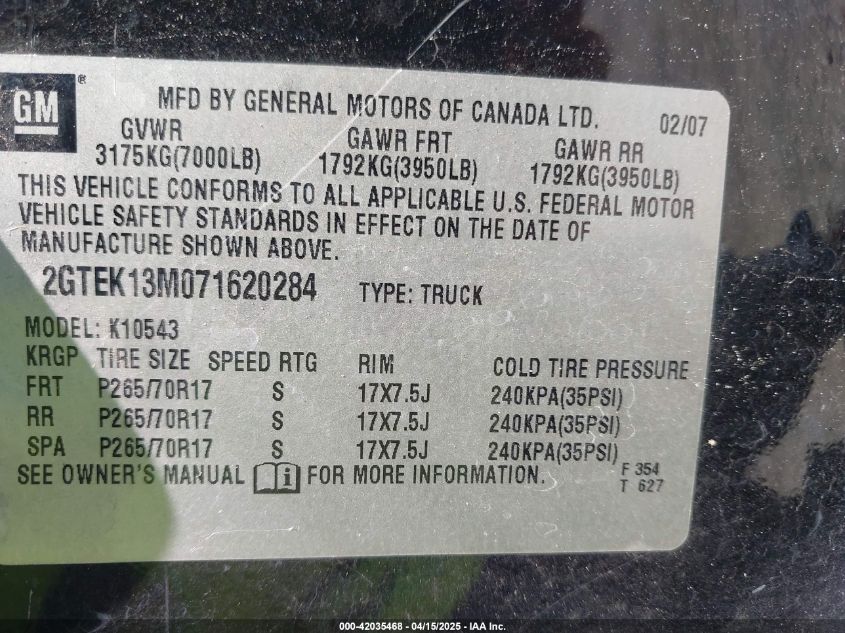 GM ® MFD BY GENERAL MOTORS OF CANADA LTD. 02/07
GVWR GAWR FRT GAWR RR
3175KG(7000LB) 1792KG(3950LB) 1792KG(3950LB)
THIS VEHICLE CONFORMS TO ALL APPLICABLE U.S. FEDERAL MOTOR
VEHICLE SAFETY STANDARDS IN EFFECT ON THE DATE OF
MANUFACTURE SHOWN ABOVE.
2GTEK13M071620284 TYPE: TRUCK
MODEL: K10543
KRGP TIRE SIZE SPEED RTG RIM COLD TIRE PRESSURE
FRT P265/70R17 S 17X7.5J 240KPA(35PSI)
RR P265/70R17 S 17X7.5J 240KPA(35PSI)
SPA P265/70R17 S 17X7.5J 240KPA(35PSI)
SEE OWNER'S MANUAL i FOR MORE INFORMATION.
F 354
T 627
000-42035468 - 04/15/2025 - IAA Inc.